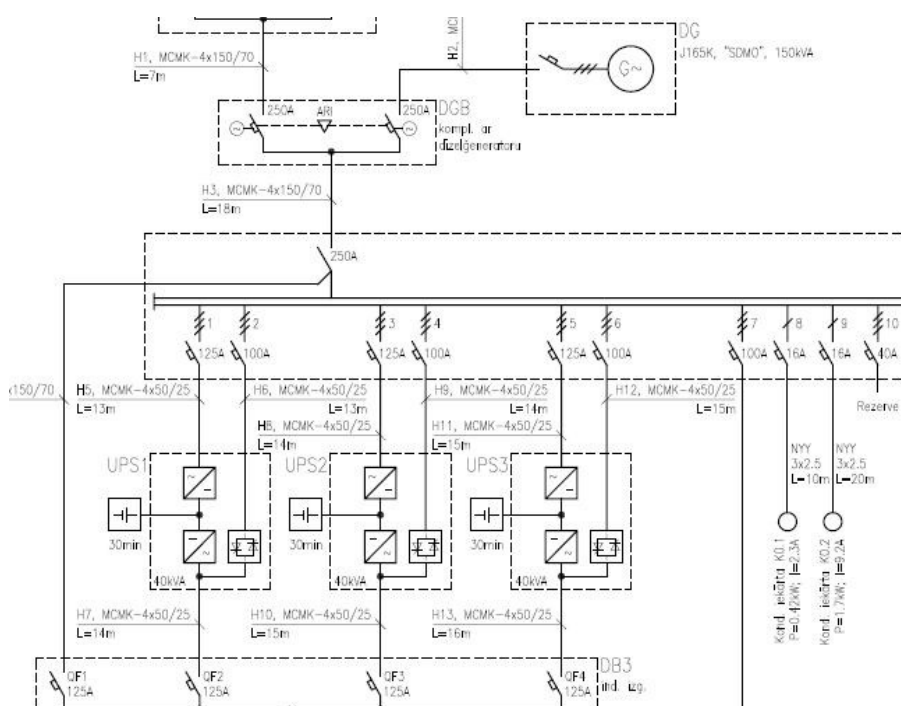 H1, MCMK-4x150/70
L=7m
H2, MCI
DG
J165K, "SDMO", 150kVA
G~
250A
ARI
250A
DGB
kompl. ar
dīzeļģeneratoru
H3, MCMK-4x150/70
L=18m
250A
1
2
3
4
5
6
7
8
9
10
125A
100A
125A
100A
125A
100A
100A
16A
16A
40A
x150/70
H5, MCMK-4x50/25
L=13m
H6, MCMK-4x50/25
L=13m
H9, MCMK-4x50/25
L=14m
H12, MCMK-4x50/25
L=15m
Rezerve
H8, MCMK-4x50/25
L=14m
H11, MCMK-4x50/25
L=15m
NYY
3x2.5
L=10m
NYY
3x2.5
L=20m
UPS1
UPS2
UPS3
30min
30min
30min
40kVA
40kVA
40kVA
Kond. iekārta K0.1
P=0.42kW; I=2.3A
Kond. iekārta K0.2
P=1.7kW; I=9.2A
H7, MCMK-4x50/25
L=14m
H10, MCMK-4x50/25
L=15m
H13, MCMK-4x50/25
L=16m
QF1
125A
QF2
125A
QF3
125A
QF4
125A
DB3
ind. izg.